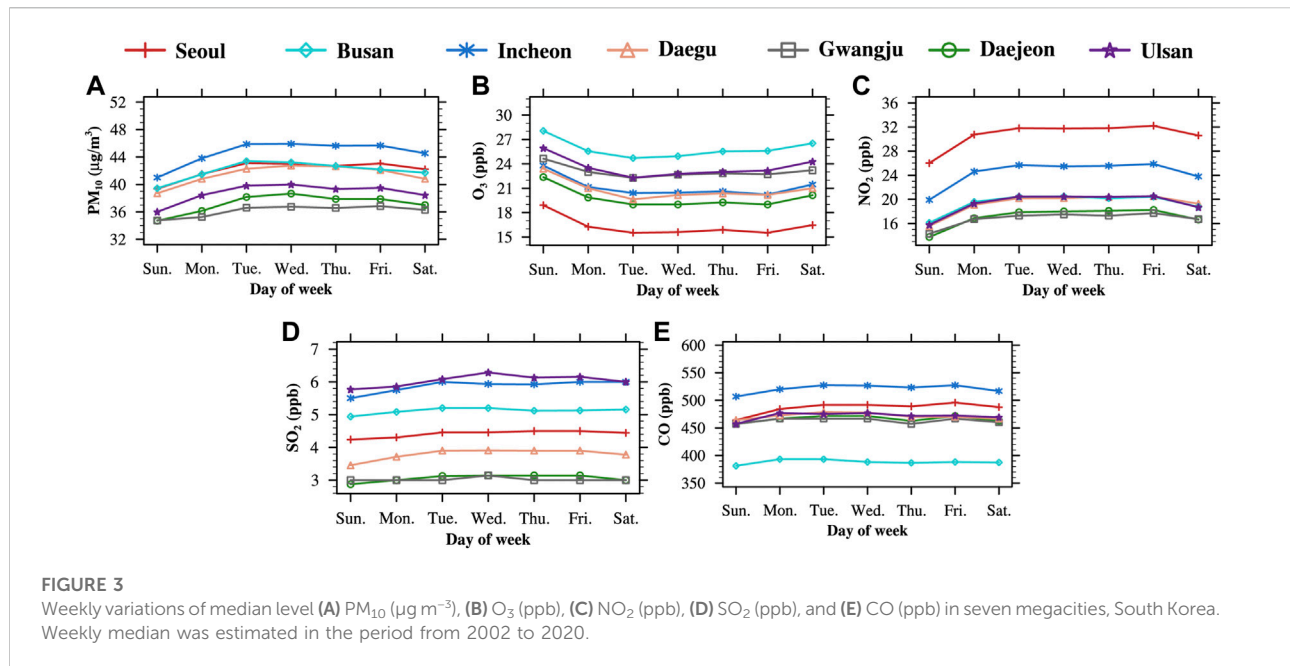 Seoul Busan Incheon Daegu Gwangju Daejeon Ulsan
A
52
48
44
40
36
32
PM₁₀ (μg/m³)
Sun. Mon. Tue. Wed. Thu. Fri. Sat.
Day of week
B
30
27
24
21
18
15
O₃ (ppb)
Sun. Mon. Tue. Wed. Thu. Fri. Sat.
Day of week
C
36
32
28
24
20
16
NO₂ (ppb)
Sun. Mon. Tue. Wed. Thu. Fri. Sat.
Day of week
D
7
6
5
4
3
SO₂ (ppb)
Sun. Mon. Tue. Wed. Thu. Fri. Sat.
Day of week
E
600
550
500
450
400
350
CO (ppb)
Sun. Mon. Tue. Wed. Thu. Fri. Sat.
Day of week
FIGURE 3
Weekly variations of median level (A) PM₁₀ (μg m⁻³), (B) O₃ (ppb), (C) NO₂ (ppb), (D) SO₂ (ppb), and (E) CO (ppb) in seven megacities, South Korea.
Weekly median was estimated in the period from 2002 to 2020.